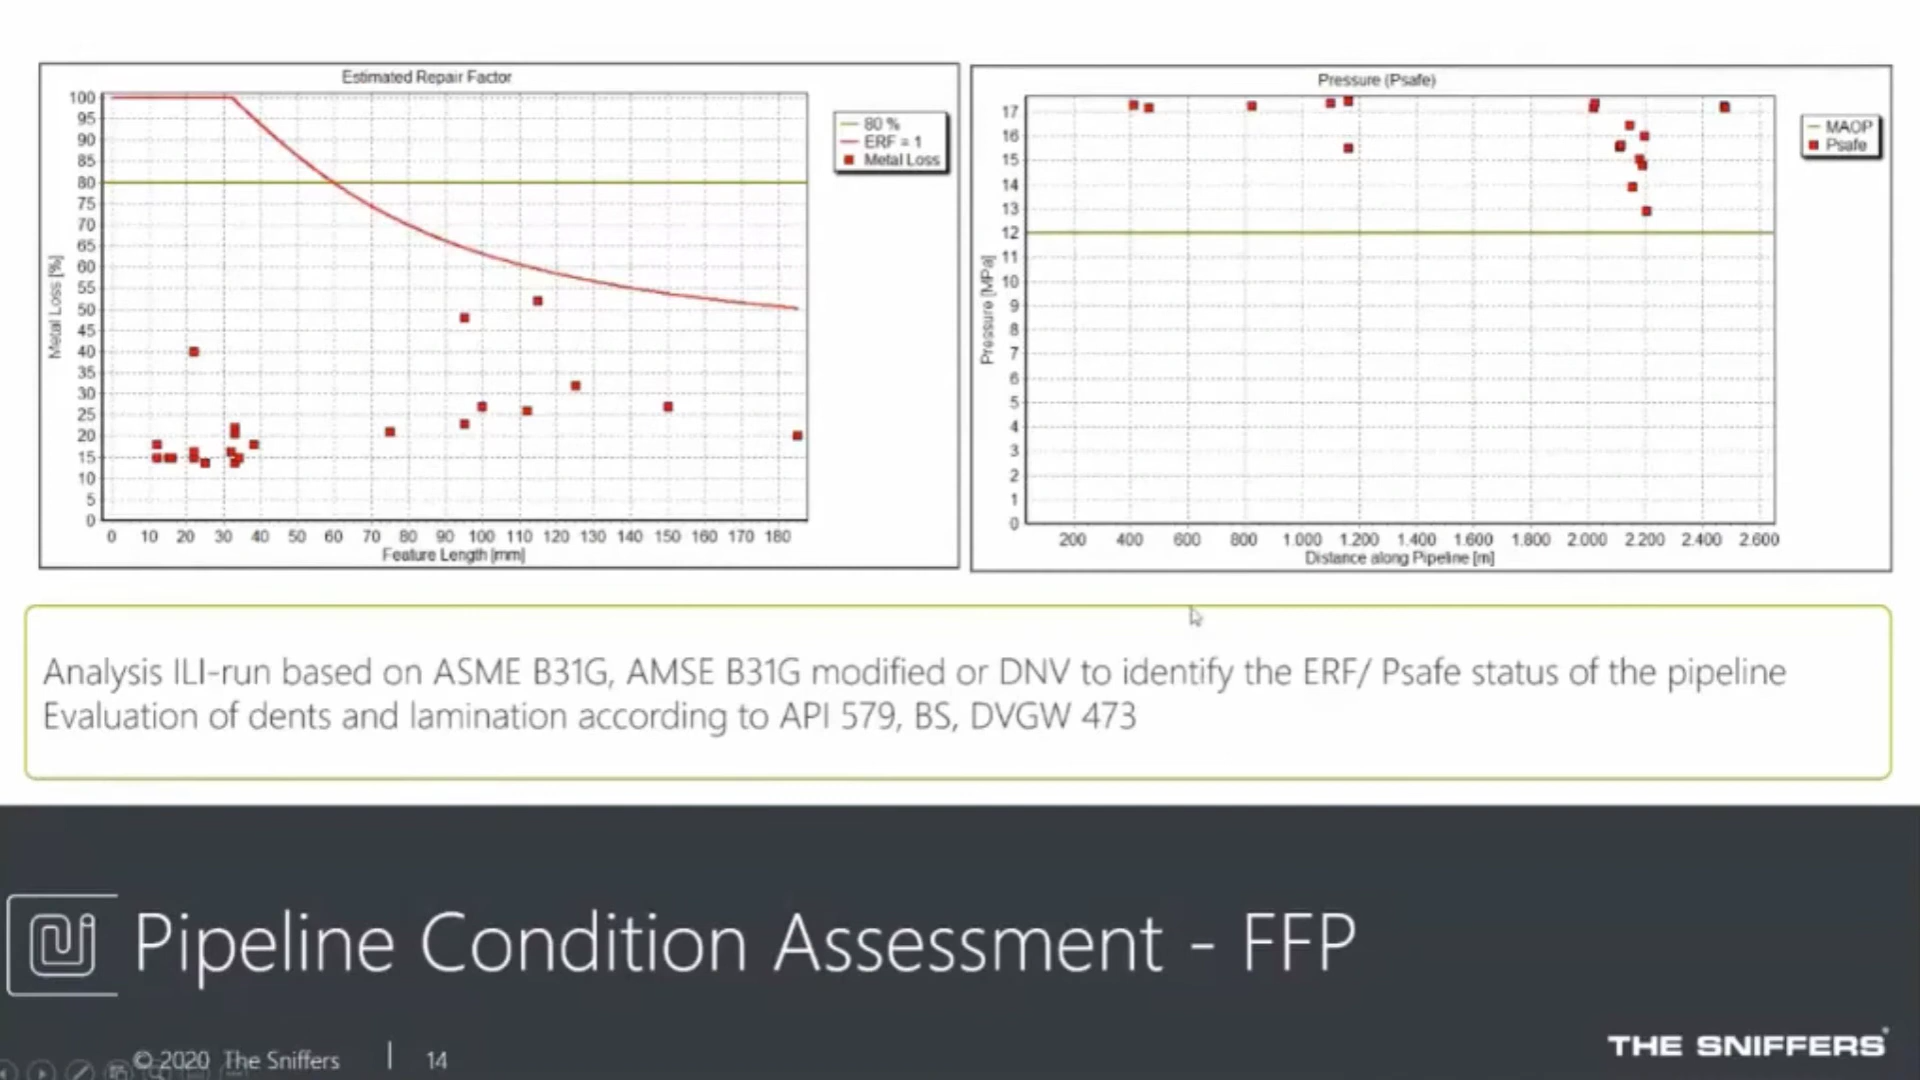 Estimated Repair Factor
100
95
90
85
80
75
70
65
60
55
50
45
40
35
30
25
20
15
10
5
0
Metal Loss [%]
0 10 20 30 40 50 60 70 80 90 100 110 120 130 140 150 160 170 180
Feature Length [mm]
80 %
ERF = 1
Metal Loss
Pressure (Psafe)
17
16
15
14
13
12
11
10
9
8
7
6
5
4
3
2
1
0
Pressure [MPa]
200 400 600 800 1.000 1.200 1.400 1.600 1.800 2.000 2.200 2.400 2.600
Distance along Pipeline [m]
MAOP
Psafe
Analysis ILI-run based on ASME B31G, AMSE B31G modified or DNV to identify the ERF/ Psafe status of the pipeline
Evaluation of dents and lamination according to API 579, BS, DVGW 473
Pipeline Condition Assessment - FFP
© 2020 The Sniffers | 14
THE SNIFFERS